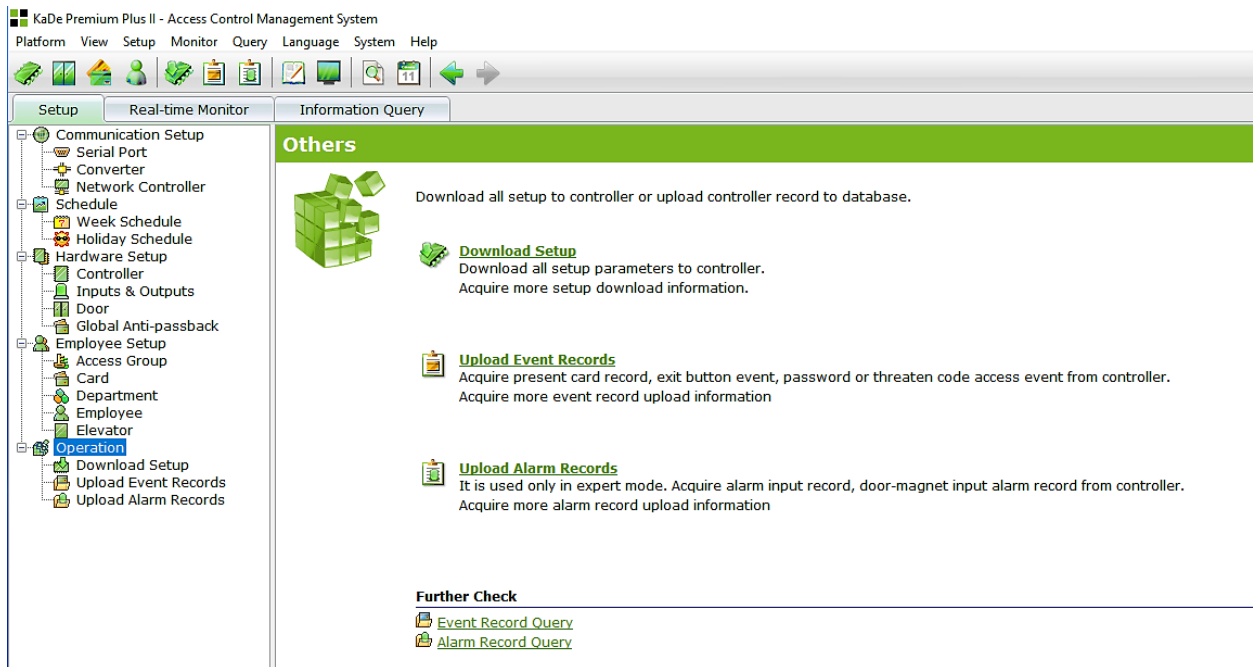 KaDe Premium Plus II - Access Control Management System
Platform View Setup Monitor Query Language System Help
11
Setup Real-time Monitor Information Query
Communication Setup
Serial Port
Converter
Network Controller
Schedule
7
Week Schedule
Holiday Schedule
Hardware Setup
Controller
Inputs & Outputs
Door
Global Anti-passback
Employee Setup
Access Group
Card
Department
Employee
Elevator
Operation
Download Setup
Upload Event Records
Upload Alarm Records
Others
Download all setup to controller or upload controller record to database.
Download Setup
Download all setup parameters to controller.
Acquire more setup download information.
Upload Event Records
Acquire present card record, exit button event, password or threaten code access event from controller.
Acquire more event record upload information
Upload Alarm Records
It is used only in expert mode. Acquire alarm input record, door-magnet input alarm record from controller.
Acquire more alarm record upload information
Further Check
Event Record Query
Alarm Record Query